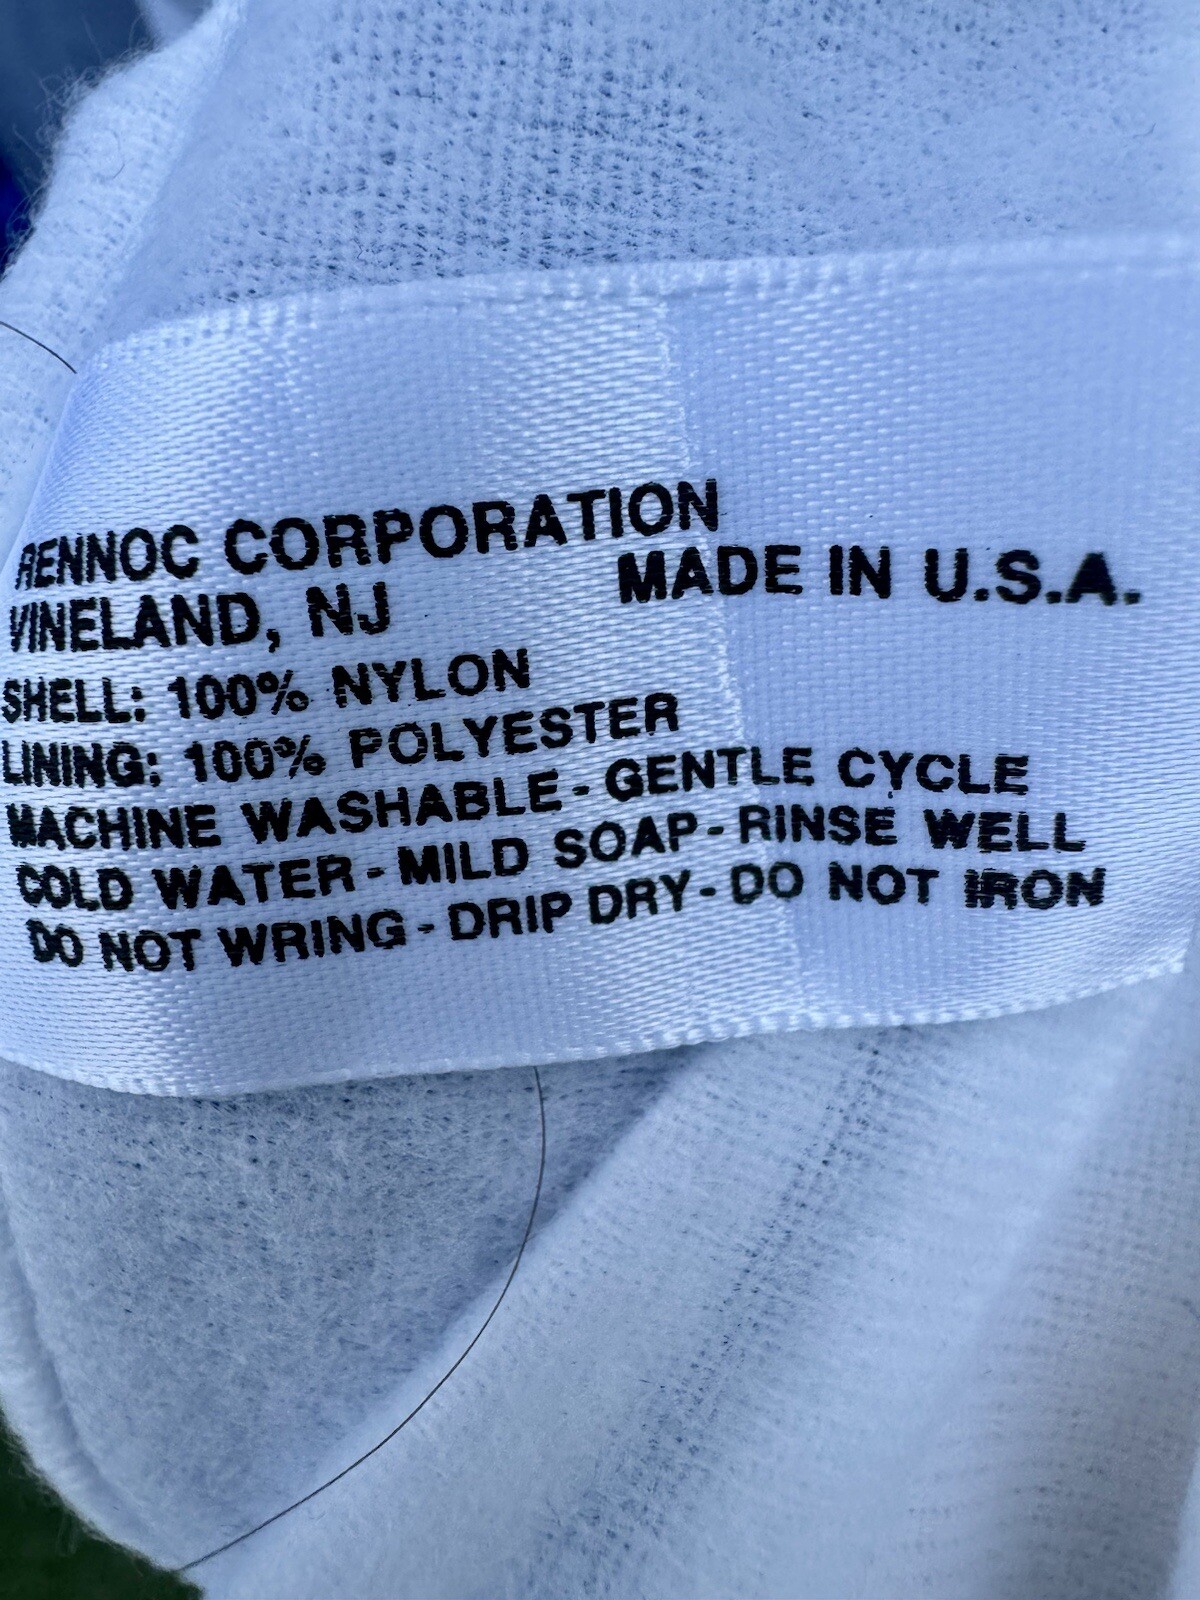 RENNOC CORPORATION
VINELAND, NJ MADE IN U.S.A.
SHELL: 100% NYLON
LINING: 100% POLYESTER
MACHINE WASHABLE - GENTLE CYCLE
COLD WATER - MILD SOAP - RINSE WELL
DO NOT WRING - DRIP DRY - DO NOT IRON